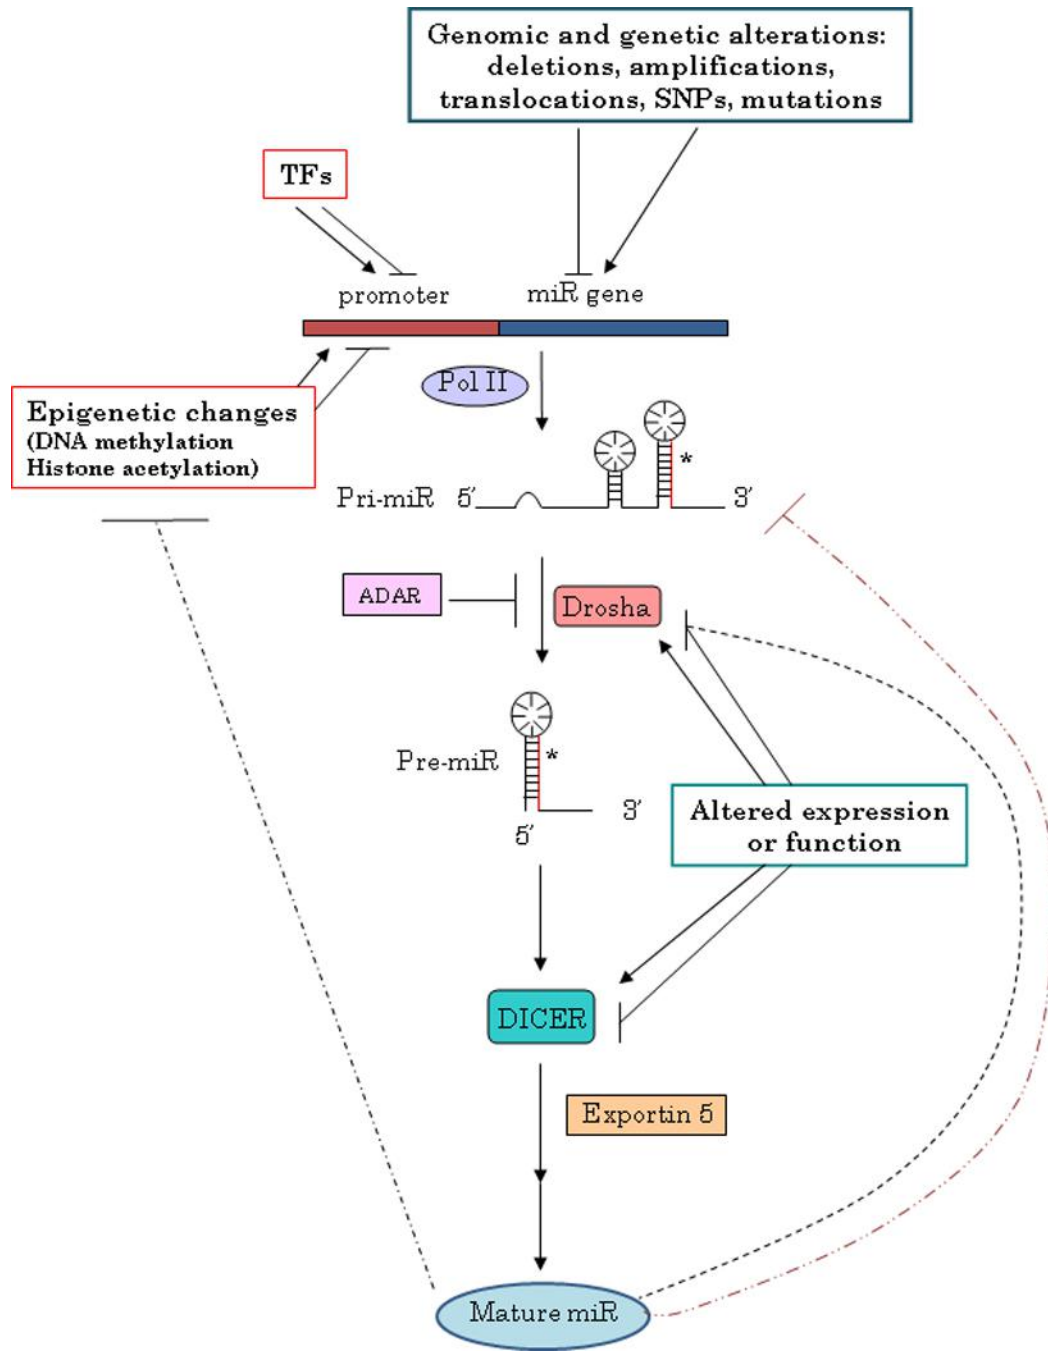 Genomic and genetic alterations:
deletions, amplifications,
translocations, SNPs, mutations
TFs
promoter
miR gene
Pol II
Epigenetic changes
(DNA methylation
Histone acetylation)
*
Pri-miR 5′
3′
ADAR
Drosha
Pre-miR
*
3′
5′
Altered expression
or function
DICER
Exportin 5
Mature miR